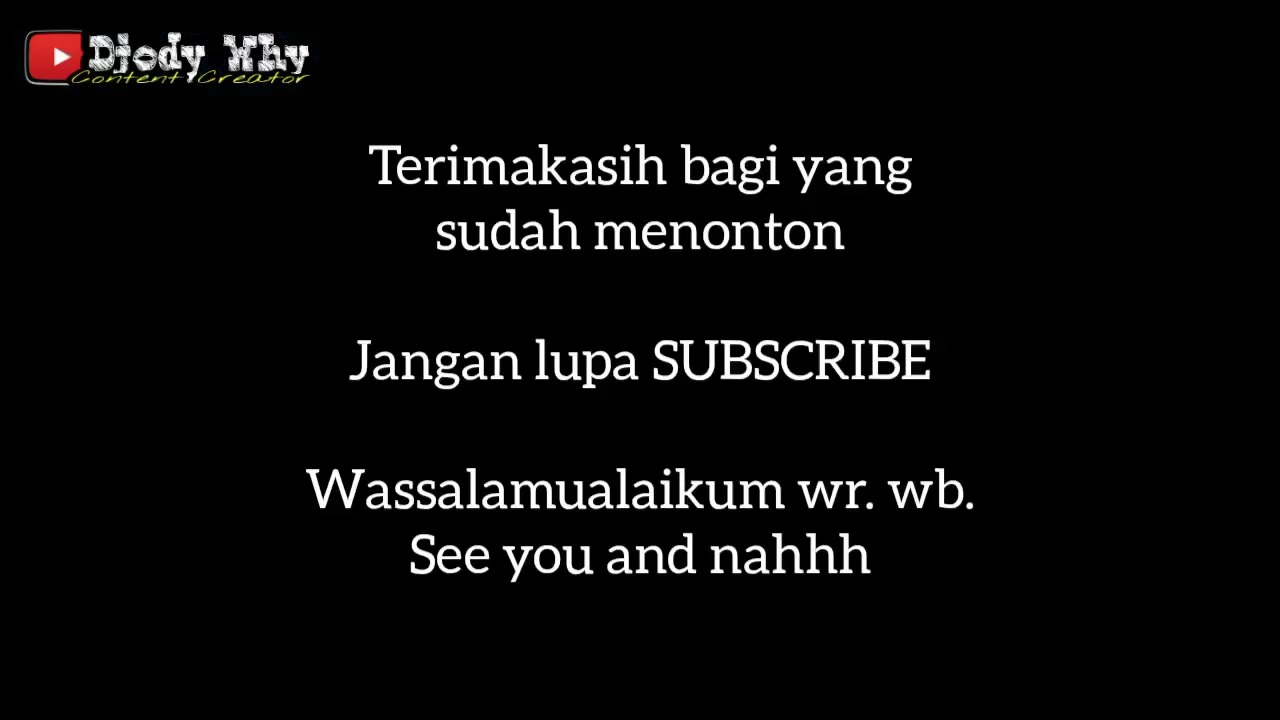 Djody Why
Content Creator
Terimakasih bagi yang
sudah menonton
Jangan lupa SUBSCRIBE
Wassalamualaikum wr. wb.
See you and nahhh